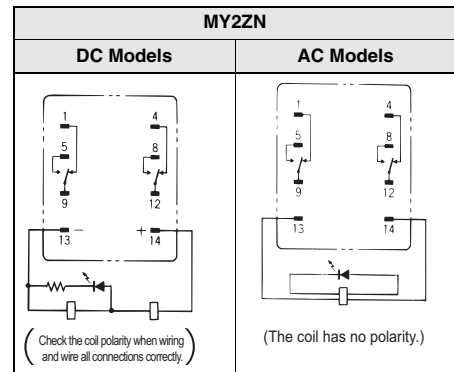 MY2ZN
DC Models AC Models
1 4
5 8
9 12
− +
13 14
Check the coil polarity when wiring
and wire all connections correctly.
1 4
5 8
9 12
13 14
(The coil has no polarity.)